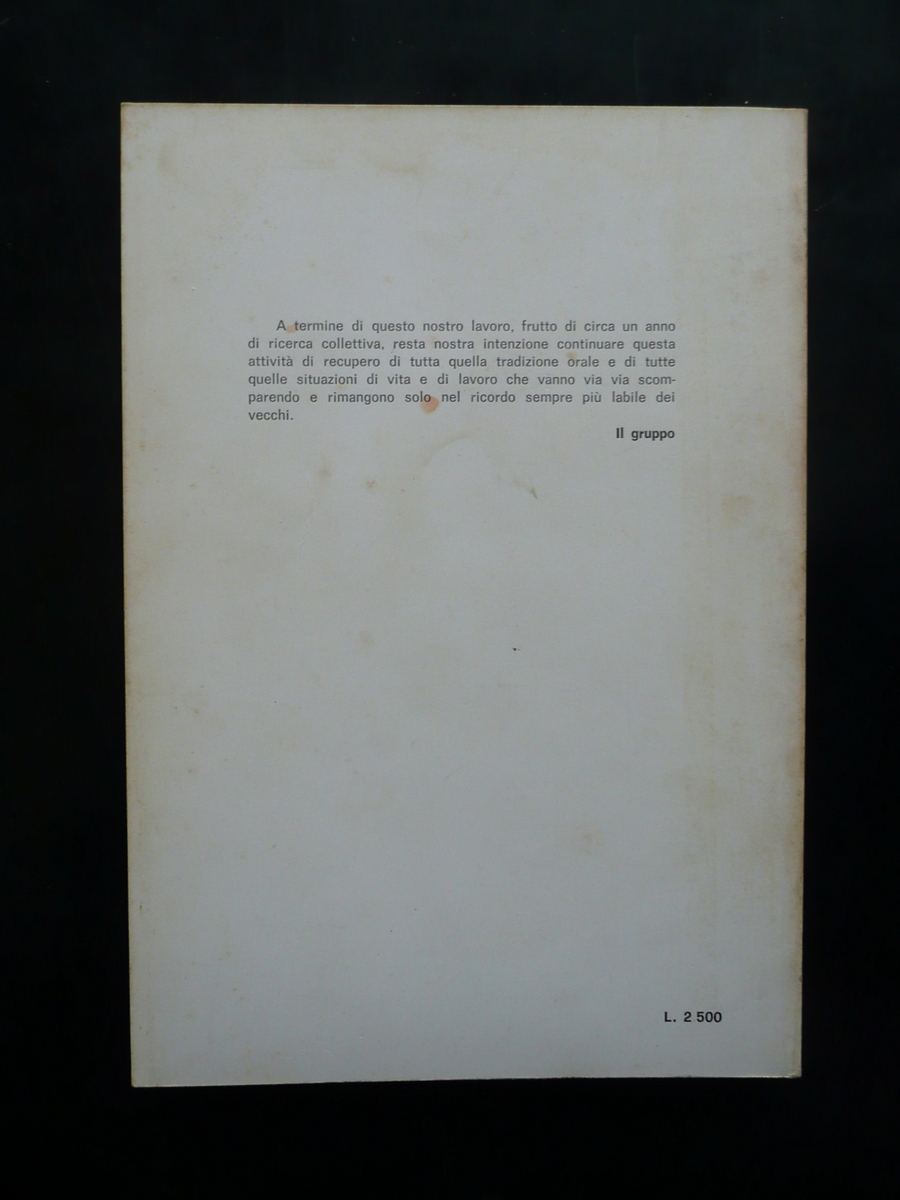 A termine di questo nostro lavoro, frutto di circa un anno
di ricerca collettiva, resta nostra intenzione continuare questa
attività di recupero di tutta quella tradizione orale e di tutte
quelle situazioni di vita e di lavoro che vanno via via scom-
parendo e rimangono solo nel ricordo sempre più labile dei
vecchi.
Il gruppo
L. 2 500